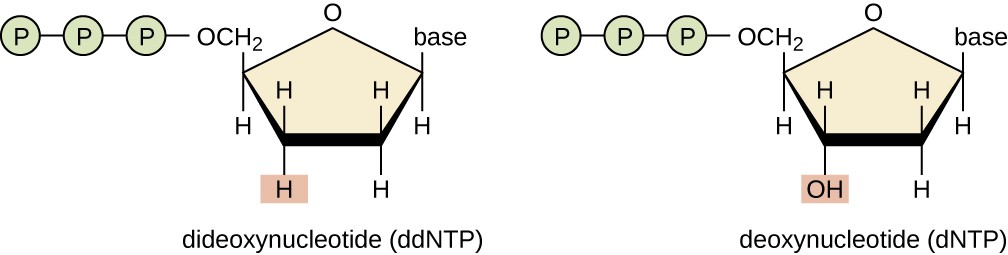 O O
P P P OCH2 base P P P OCH2 base
H H H H
H H H H
H H OH H
dideoxynucleotide (ddNTP) deoxynucleotide (dNTP)